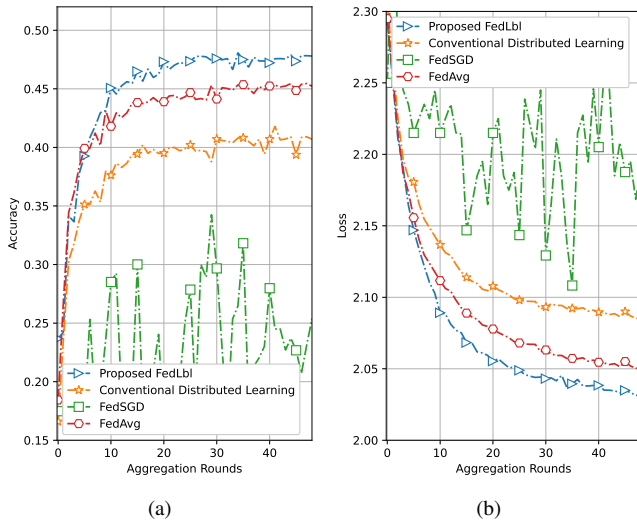 0.50
0.45
0.40
0.35
0.30
0.25
0.20
0.15
Accuracy
0 10 20 30 40
Aggregation Rounds
Proposed FedLbl
Conventional Distributed Learning
FedSGD
FedAvg
(a)
2.30
2.25
2.20
2.15
2.10
2.05
2.00
Loss
0 10 20 30 40
Aggregation Rounds
Proposed FedLbl
Conventional Distributed Learning
FedSGD
FedAvg
(b)